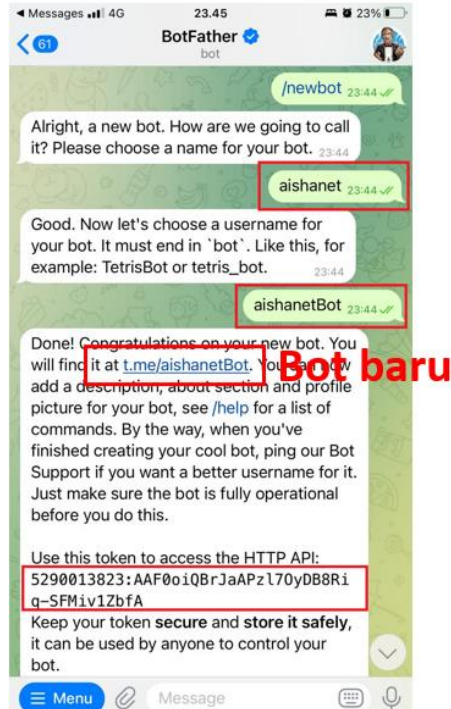 Messages 4G 23.45 23%
61 BotFather
bot
/newbot 23:44
Alright, a new bot. How are we going to call
it? Please choose a name for your bot. 23:44
aishanet 23:44
Good. Now let's choose a username for
your bot. It must end in `bot`. Like this, for
example: TetrisBot or tetris_bot. 23:44
aishanetBot 23:44
Done! Congratulations on your new bot. You
will find it at t.me/aishanetBot. You can now
Bot baru
add a description, about section and profile
picture for your bot, see /help for a list of
commands. By the way, when you've
finished creating your cool bot, ping our Bot
Support if you want a better username for it.
Just make sure the bot is fully operational
before you do this.
Use this token to access the HTTP API:
5290013823:AAF0oiQBrJaAPzl7OyDB8Ri
q-SFMiv1ZbfA
Keep your token secure and store it safely,
it can be used by anyone to control your
bot.
Menu Message